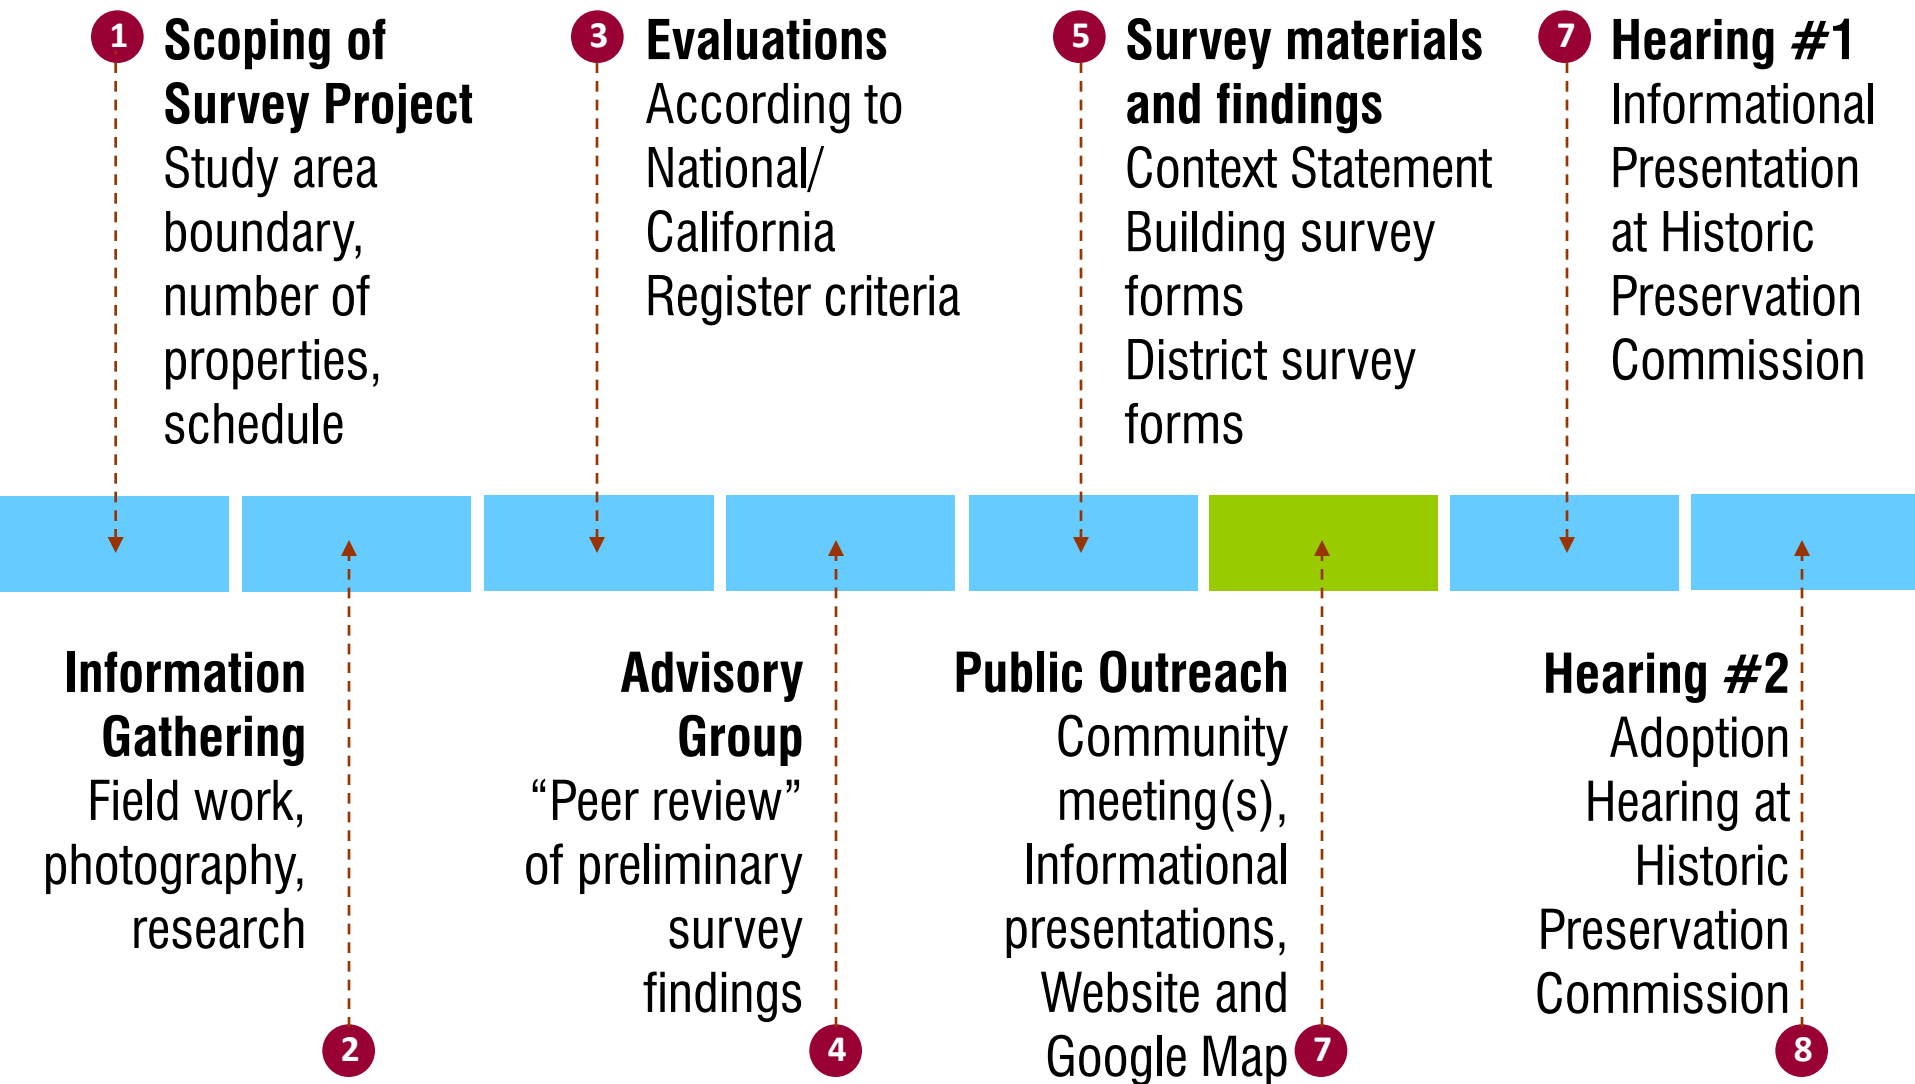 1
Scoping of
Survey Project
Study area
boundary,
number of
properties,
schedule
3
Evaluations
According to
National/
California
Register criteria
5
Survey materials
and findings
Context Statement
Building survey
forms
District survey
forms
7
Hearing #1
Informational
Presentation
at Historic
Preservation
Commission
Information
Gathering
Field work,
photography,
research
2
Advisory
Group
“Peer review”
of preliminary
survey
findings
4
Public Outreach
Community
meeting(s),
Informational
presentations,
Website and
Google Map
7
Hearing #2
Adoption
Hearing at
Historic
Preservation
Commission
8